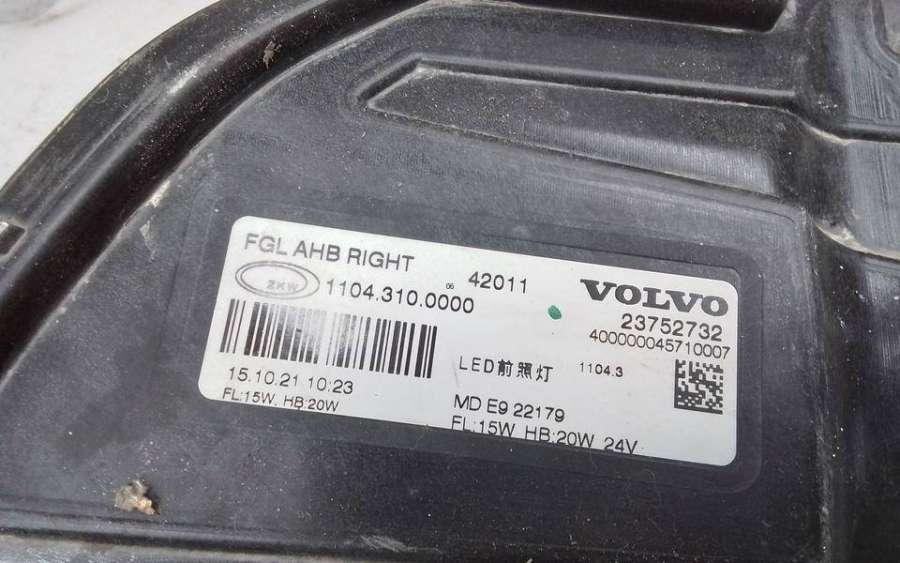 FGL AHB RIGHT
ZKW 1104.310.0000 06 42011 VOLVO
23752732
400000045710007
LED前照灯 1104.3
15.10.21 10:23
FL:15W, HB:20W
MD E9 22179
FL:15W HB:20W 24V